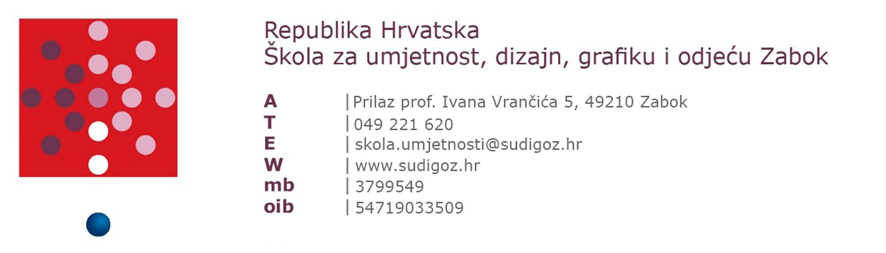 Republika Hrvatska
Škola za umjetnost, dizajn, grafiku i odjeću Zabok
A | Prilaz prof. Ivana Vrančića 5, 49210 Zabok
T | 049 221 620
E | skola.umjetnosti@sudigoz.hr
W | www.sudigoz.hr
mb | 3799549
oib | 54719033509